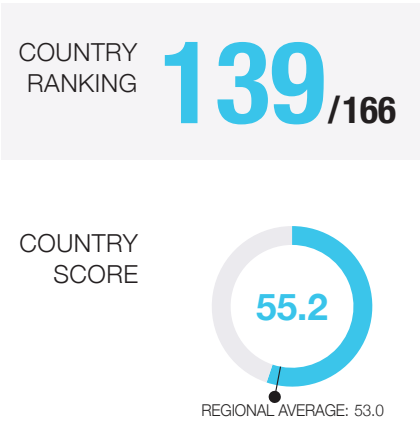 COUNTRY
RANKING
139/166
COUNTRY
SCORE
55.2
REGIONAL AVERAGE: 53.0